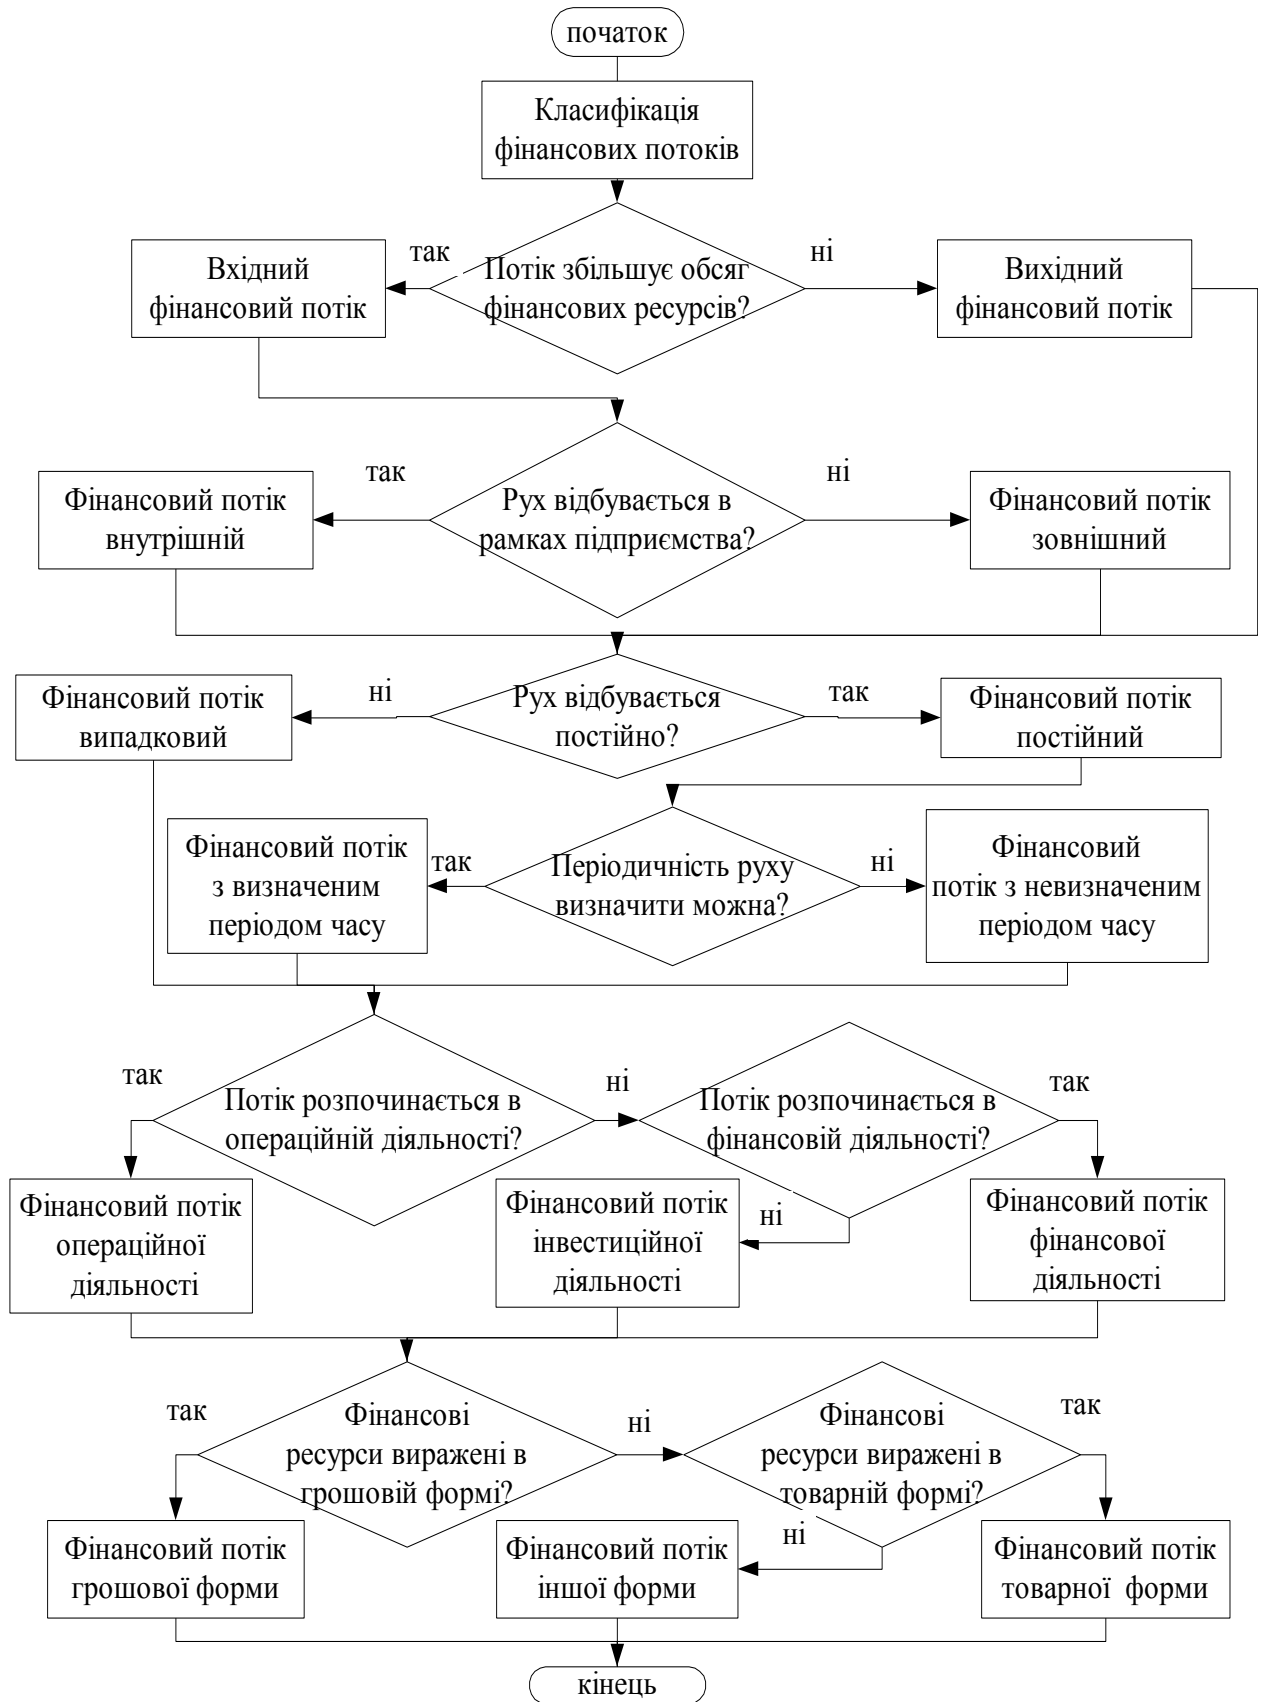 початок
Класифікація
фінансових потоків
так
ні
Вхідний
фінансовий потік
Потік збільшує обсяг
фінансових ресурсів?
Вихідний
фінансовий потік
так
ні
Фінансовий потік
внутрішній
Рух відбувається в
рамках підприємства?
Фінансовий потік
зовнішний
ні
так
Фінансовий потік
випадковий
Рух відбувається
постійно?
Фінансовий потік
постійний
Фінансовий потік
з визначеним
періодом часу
так
Періодичність руху
визначити можна?
ні
Фінансовий
потік з невизначеним
періодом часу
так
ні
так
Потік розпочинається в
операційній діяльності?
Потік розпочинається в
фінансовій діяльності?
Фінансовий потік
операційної
діяльності
Фінансовий потік
інвестиційної
діяльності
ні
Фінансовий потік
фінансової
діяльності
так
ні
так
Фінансові
ресурси виражені в
грошовій формі?
Фінансові
ресурси виражені в
товарній формі?
ні
Фінансовий потік
грошової форми
Фінансовий потік
іншої форми
Фінансовий потік
товарної форми
кінець